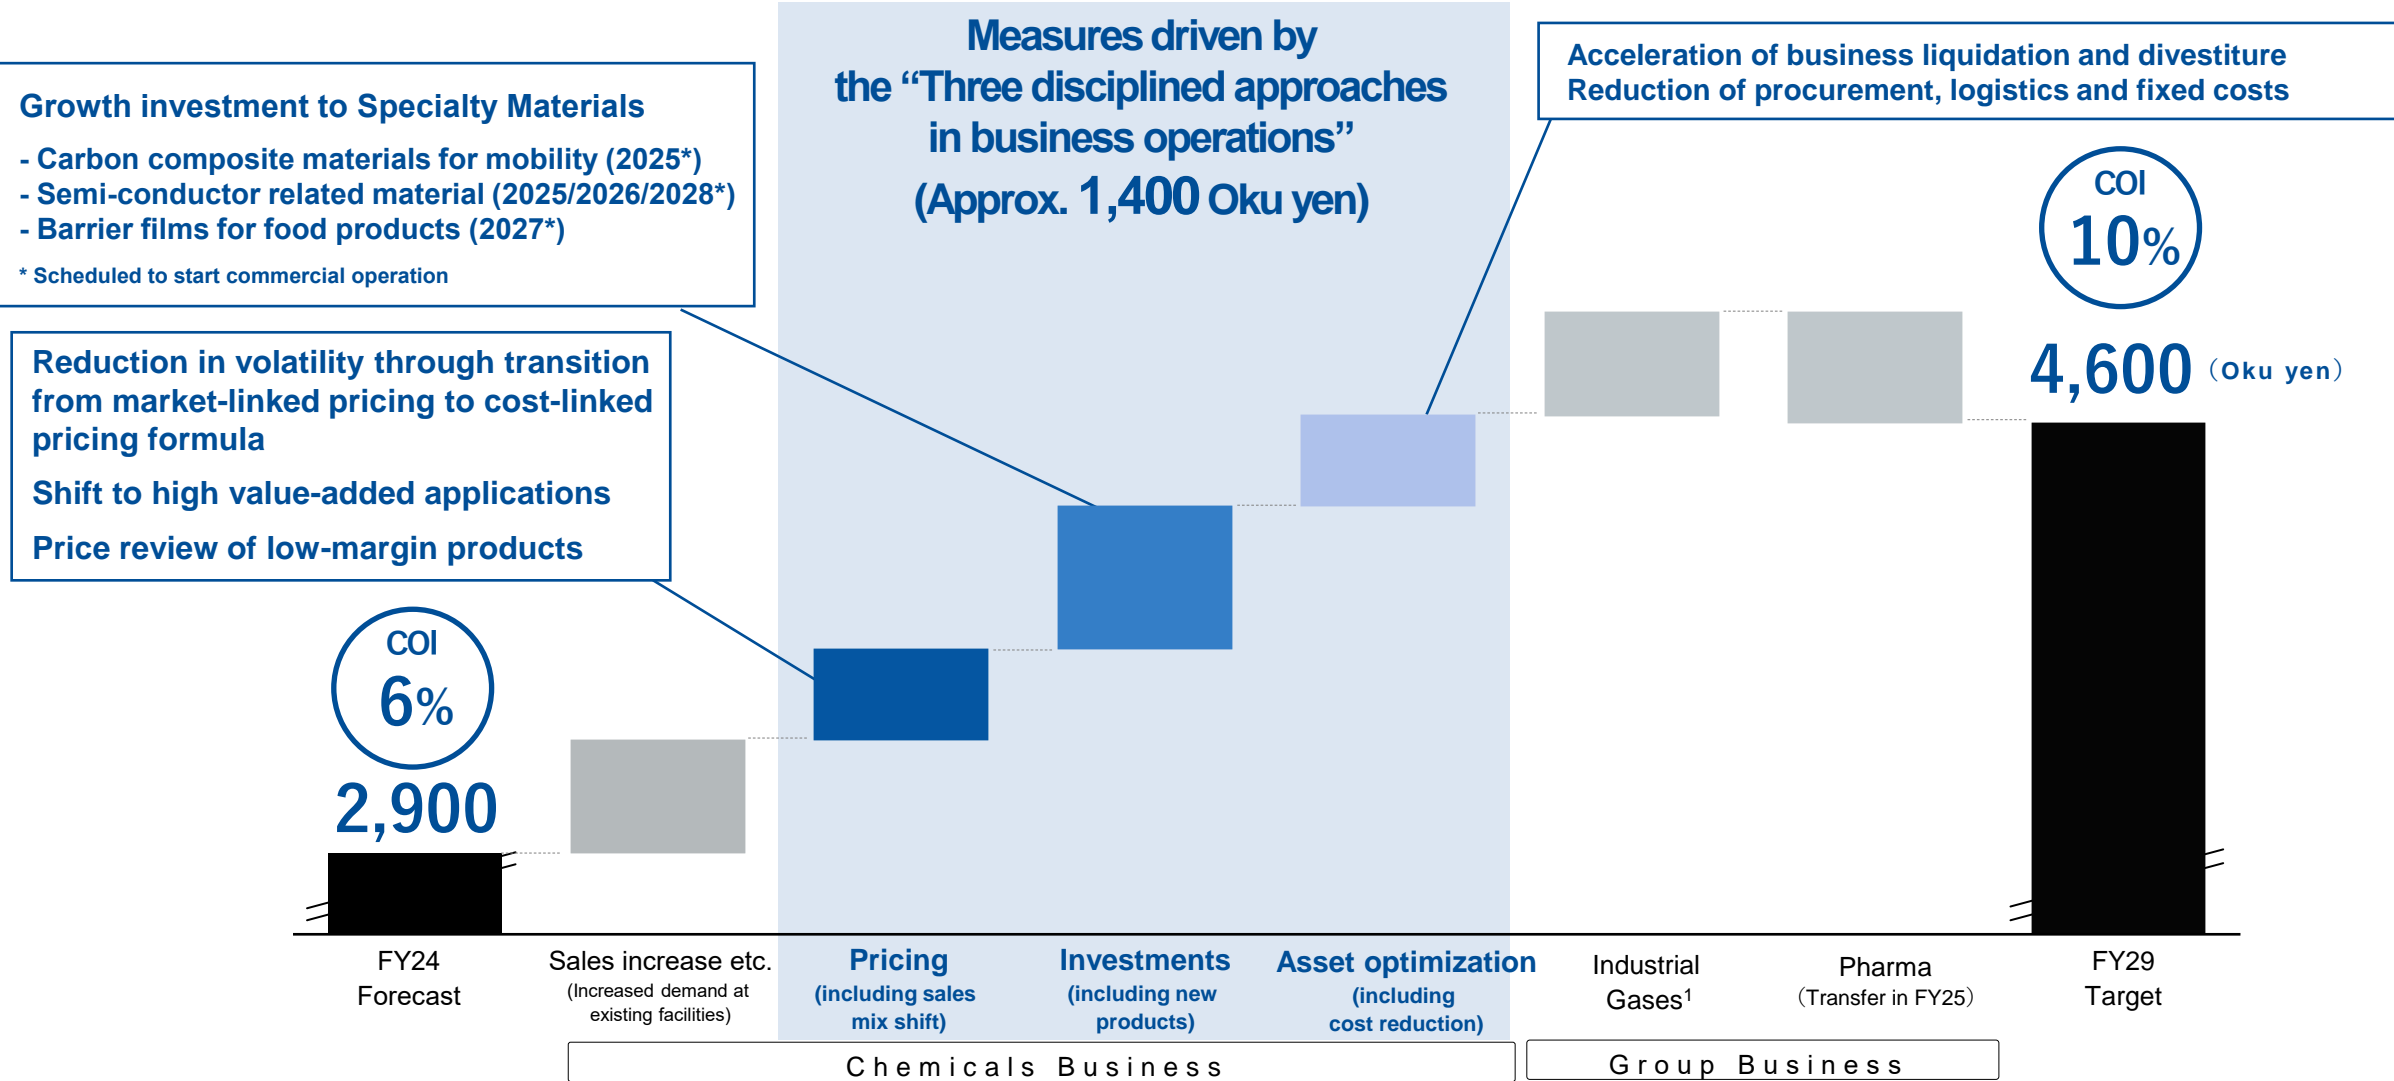 Measures driven by
the “Three disciplined approaches
in business operations”
(Approx. 1,400 Oku yen)
Growth investment to Specialty Materials
- Carbon composite materials for mobility (2025*)
- Semi-conductor related material (2025/2026/2028*)
- Barrier films for food products (2027*)
* Scheduled to start commercial operation
Acceleration of business liquidation and divestiture
Reduction of procurement, logistics and fixed costs
Reduction in volatility through transition
from market-linked pricing to cost-linked
pricing formula
Shift to high value-added applications
Price review of low-margin products
COI
10%
4,600（Oku yen）
COI
6%
2,900
FY24
Forecast
Sales increase etc.
(Increased demand at
existing facilities)
Pricing
(including sales
mix shift)
Investments
(including new
products)
Asset optimization
(including
cost reduction)
Industrial
Gases¹
Pharma
（Transfer in FY25）
FY29
Target
Chemicals Business
Group Business